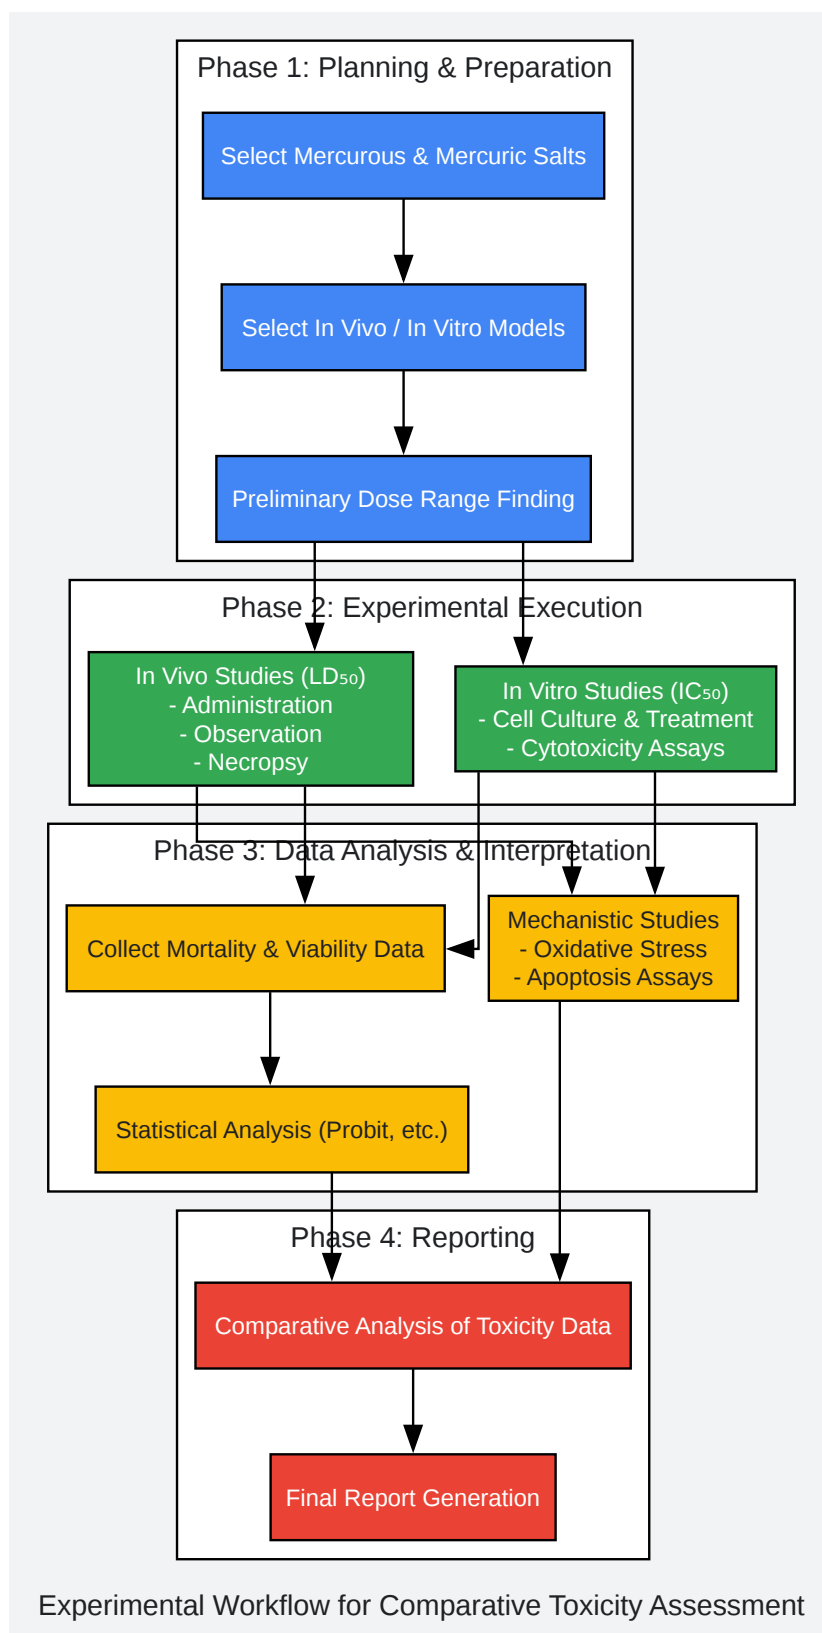 Phase 1: Planning & Preparation
Select Mercurous & Mercuric Salts
Select In Vivo / In Vitro Models
Preliminary Dose Range Finding
Phase 2: Experimental Execution
In Vivo Studies (LD₅₀)
- Administration
- Observation
- Necropsy
In Vitro Studies (IC₅₀)
- Cell Culture & Treatment
- Cytotoxicity Assays
Phase 3: Data Analysis & Interpretation
Collect Mortality & Viability Data
Mechanistic Studies
- Oxidative Stress
- Apoptosis Assays
Statistical Analysis (Probit, etc.)
Phase 4: Reporting
Comparative Analysis of Toxicity Data
Final Report Generation
Experimental Workflow for Comparative Toxicity Assessment